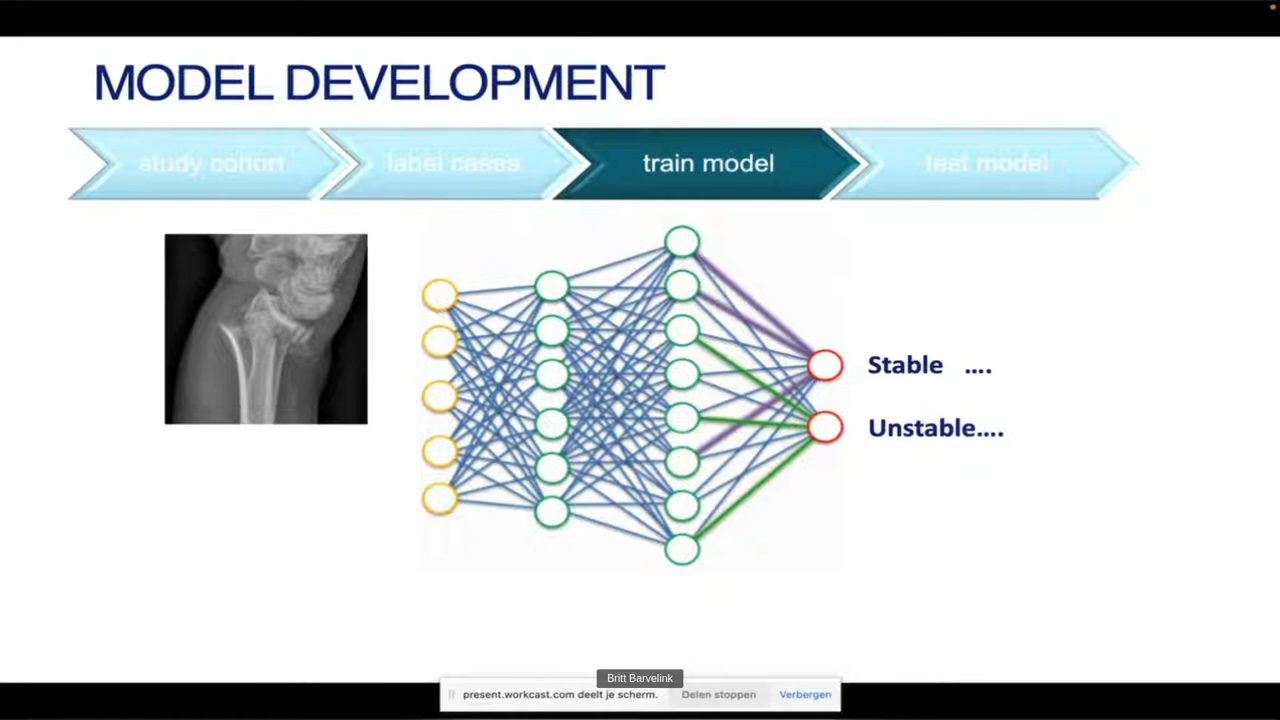 MODEL DEVELOPMENT
study cohort
label cases
train model
test model
Stable ....
Unstable....
Britt Barvelink
present.workcast.com deelt je scherm.
Delen stoppen
Verbergen